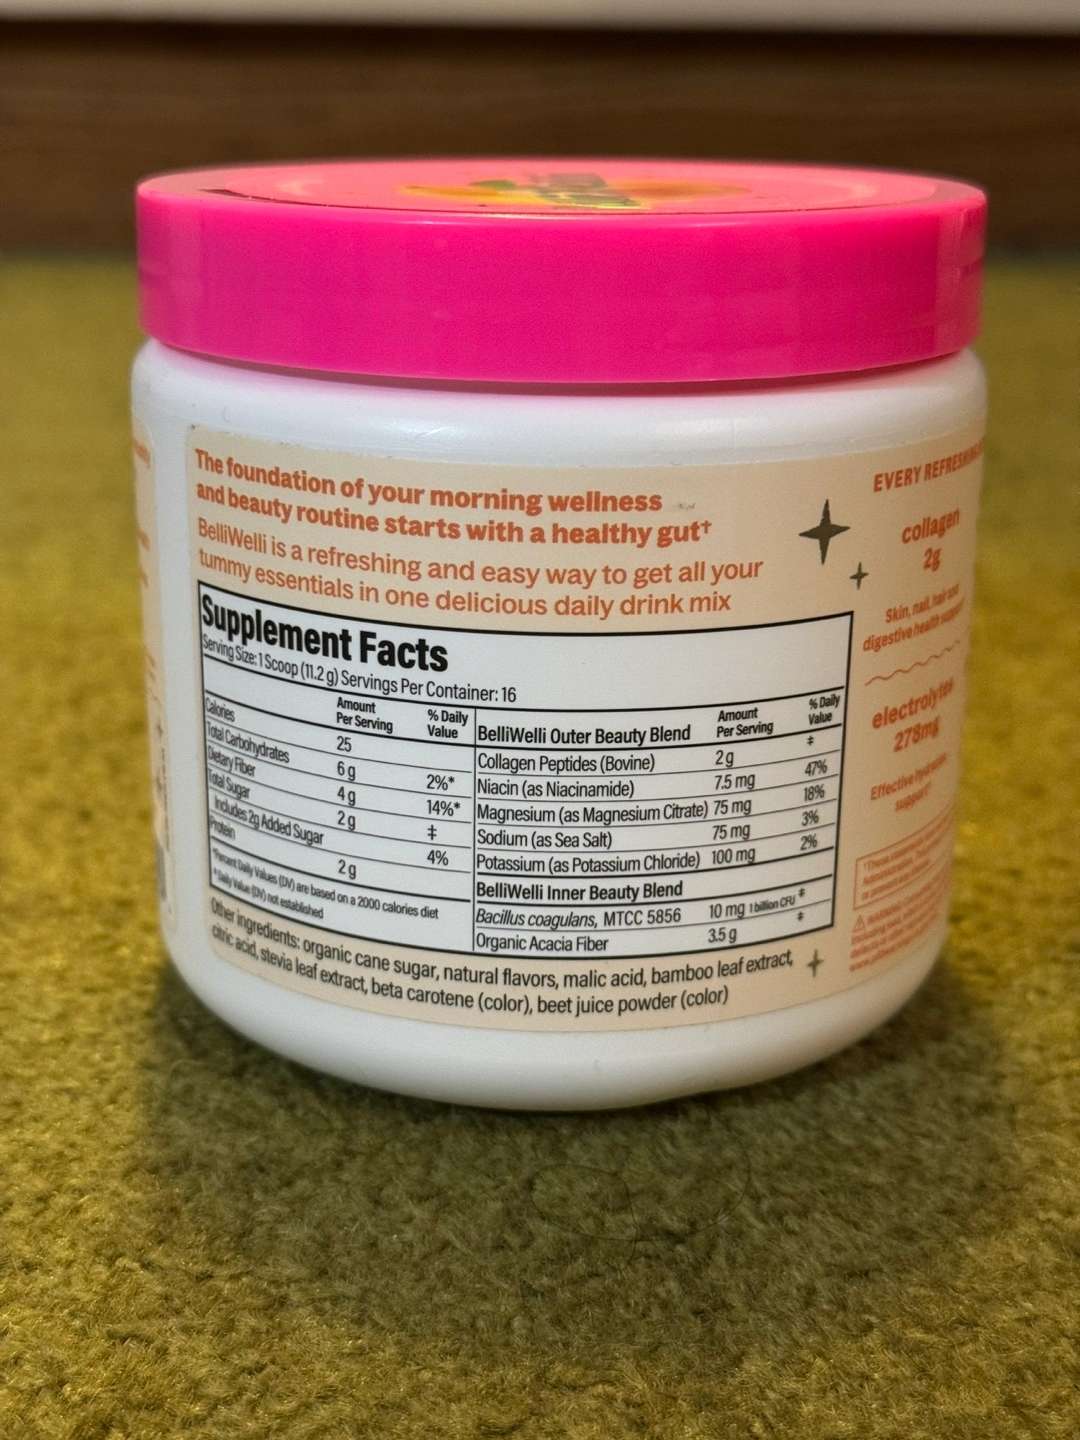 The foundation of your morning wellness
and beauty routine starts with a healthy gut†
BelliWelli is a refreshing and easy way to get all your
tummy essentials in one delicious daily drink mix
Supplement Facts
Serving Size: 1 Scoop (11.2 g) Servings Per Container: 16
Amount Per Serving % Daily Value
Calories 25
Total Carbohydrates 6 g 2%*
Dietary Fiber 4 g 14%*
Total Sugar 2 g ‡
Includes 2g Added Sugar 4%
Protein 2 g
*Percent Daily Values (DV) are based on a 2000 calories diet
‡ Daily Value (DV) not established
BelliWelli Outer Beauty Blend Amount Per Serving % Daily Value
Collagen Peptides (Bovine) 2 g ‡
Niacin (as Niacinamide) 7.5 mg 47%
Magnesium (as Magnesium Citrate) 75 mg 18%
Sodium (as Sea Salt) 75 mg 3%
Potassium (as Potassium Chloride) 100 mg 2%
BelliWelli Inner Beauty Blend
Bacillus coagulans, MTCC 5856 10 mg 1 billion CFU ‡
Organic Acacia Fiber 3.5 g ‡
Other ingredients: organic cane sugar, natural flavors, malic acid, bamboo leaf extract,
citric acid, stevia leaf extract, beta carotene (color), beet juice powder (color)
EVERY
collagen
2g
Skin, nail, hair and
digestive health support†
electrolytes
278mg
Effective hydration
support†